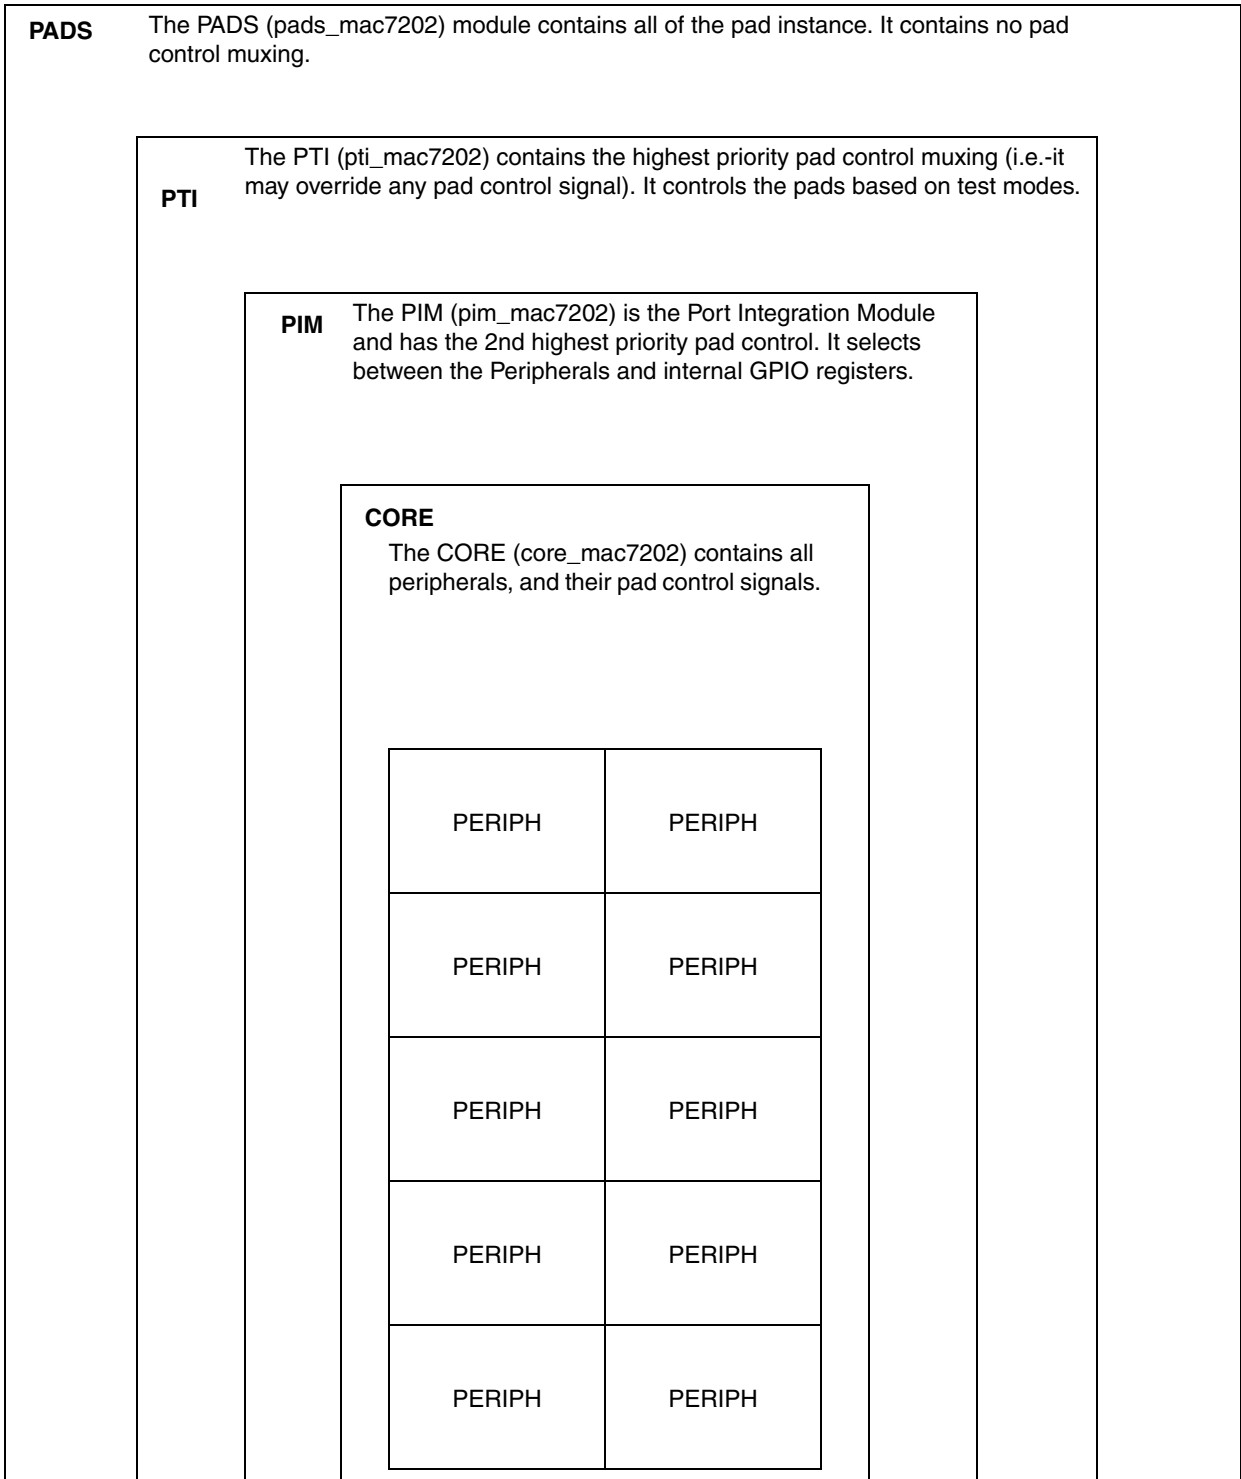 PADS
The PADS (pads_mac7202) module contains all of the pad instance. It contains no pad
control muxing.
PTI
The PTI (pti_mac7202) contains the highest priority pad control muxing (i.e.-it
may override any pad control signal). It controls the pads based on test modes.
PIM
The PIM (pim_mac7202) is the Port Integration Module
and has the 2nd highest priority pad control. It selects
between the Peripherals and internal GPIO registers.
CORE
The CORE (core_mac7202) contains all
peripherals, and their pad control signals.
PERIPH PERIPH
PERIPH PERIPH
PERIPH PERIPH
PERIPH PERIPH
PERIPH PERIPH